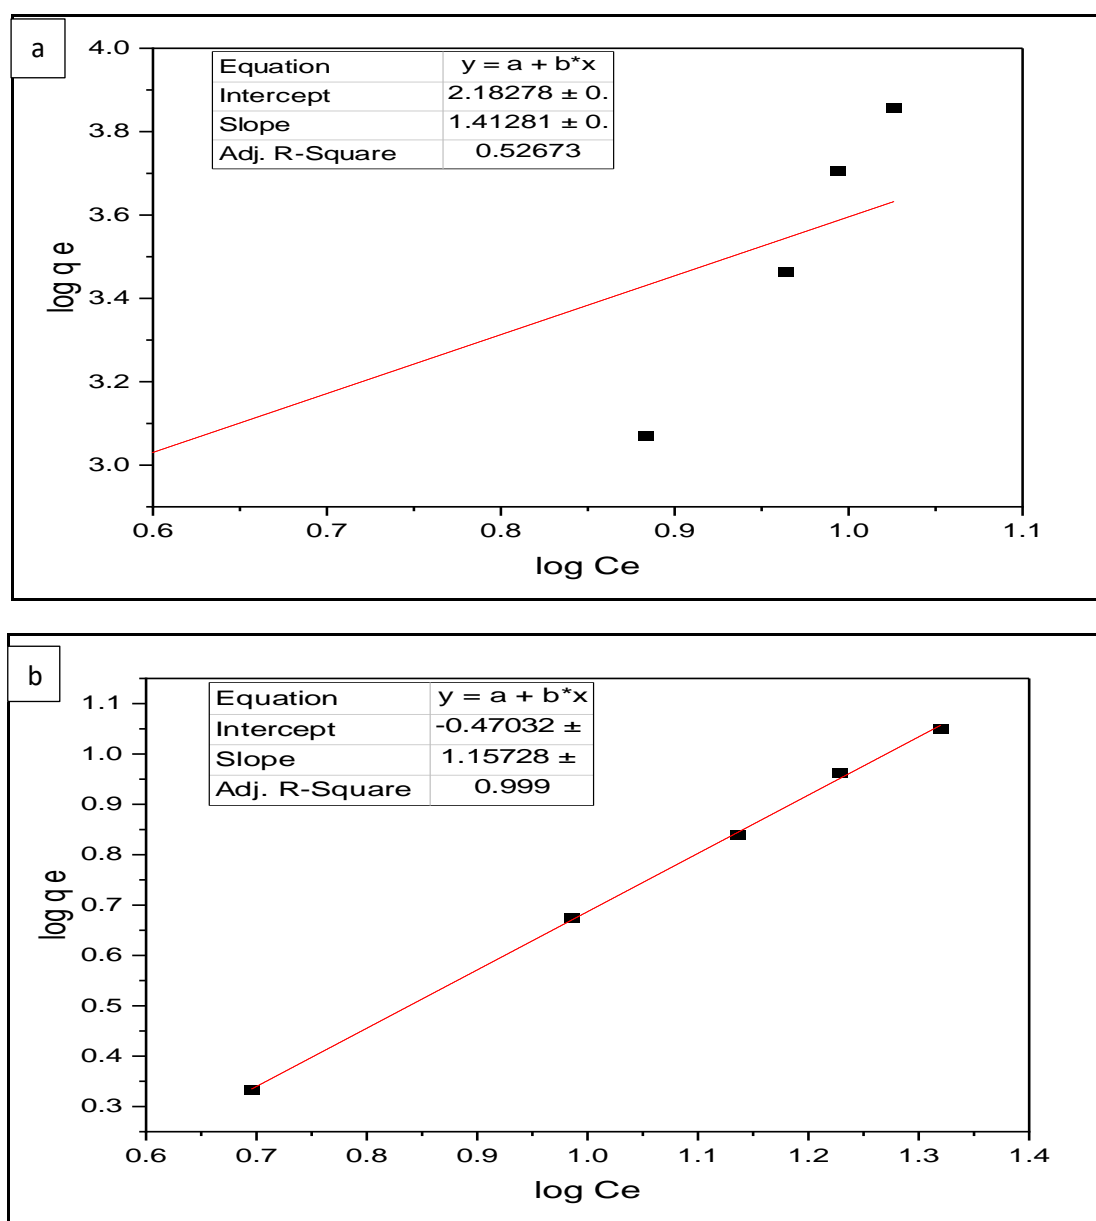 a
4.0
3.8
3.6
3.4
3.2
3.0
log q e
Equation y = a + b*x
Intercept 2.18278 ± 0.
Slope 1.41281 ± 0.
Adj. R-Square 0.52673
0.6 0.7 0.8 0.9 1.0 1.1
log Ce
b
1.1
1.0
0.9
0.8
0.7
0.6
0.5
0.4
0.3
log q e
Equation y = a + b*x
Intercept -0.47032 ±
Slope 1.15728 ±
Adj. R-Square 0.999
0.6 0.7 0.8 0.9 1.0 1.1 1.2 1.3 1.4
log Ce